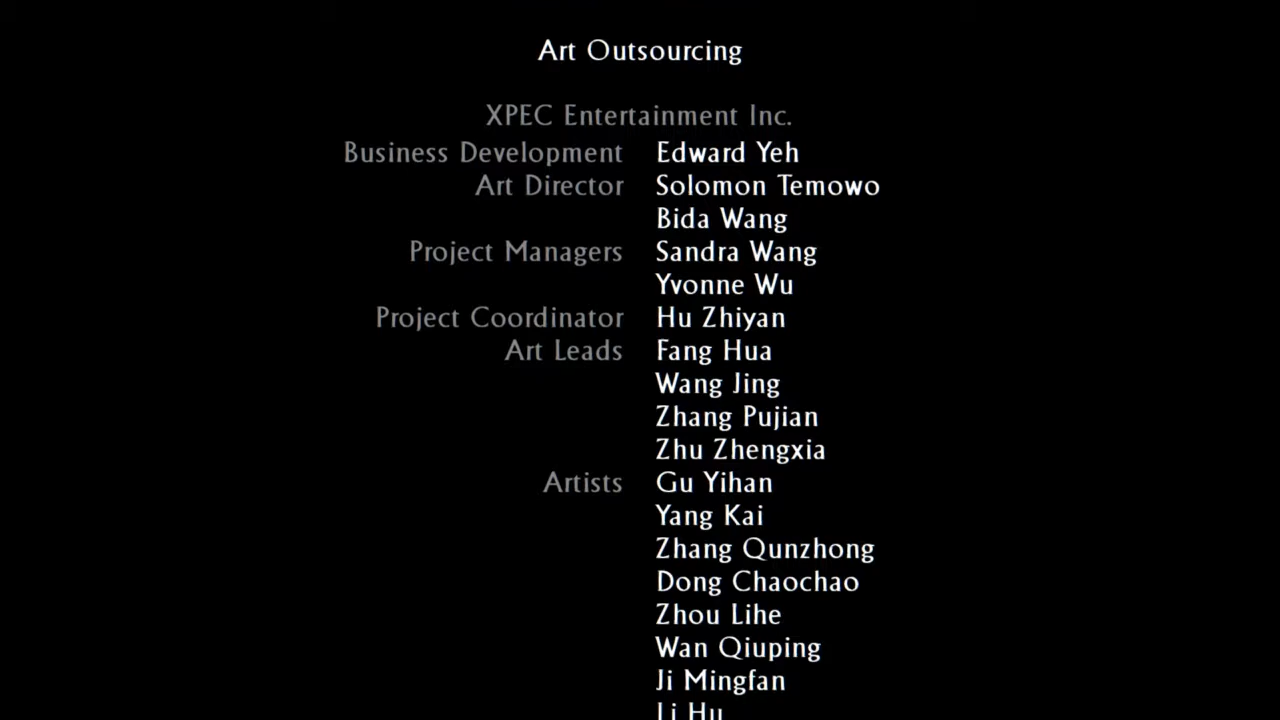 Art Outsourcing
XPEC Entertainment Inc.
Business Development Edward Yeh
Art Director Solomon Temowo
Bida Wang
Project Managers Sandra Wang
Yvonne Wu
Project Coordinator Hu Zhiyan
Art Leads Fang Hua
Wang Jing
Zhang Pujian
Zhu Zhengxia
Artists Gu Yihan
Yang Kai
Zhang Qunzhong
Dong Chaochao
Zhou Lihe
Wan Qiuping
Ji Mingfan
Li Hu